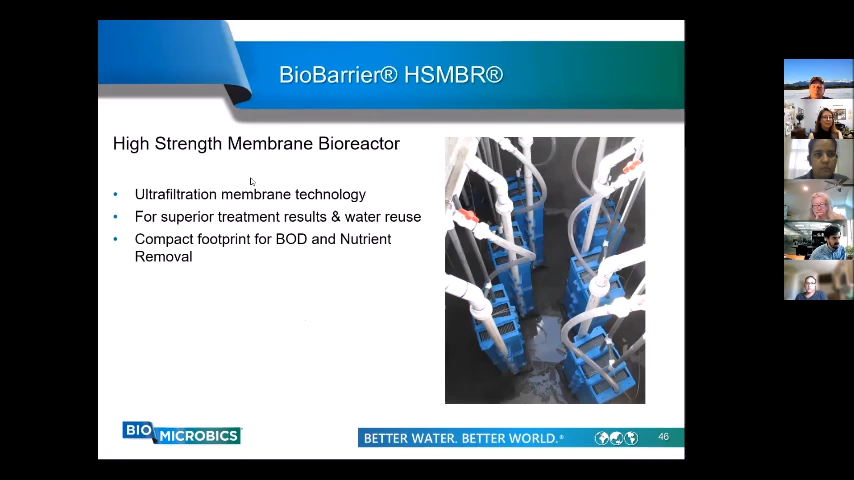 BioBarrier® HSMBR®
High Strength Membrane Bioreactor
• Ultrafiltration membrane technology
• For superior treatment results & water reuse
• Compact footprint for BOD and Nutrient
Removal
BIO MICROBICS
BETTER WATER. BETTER WORLD.®
46